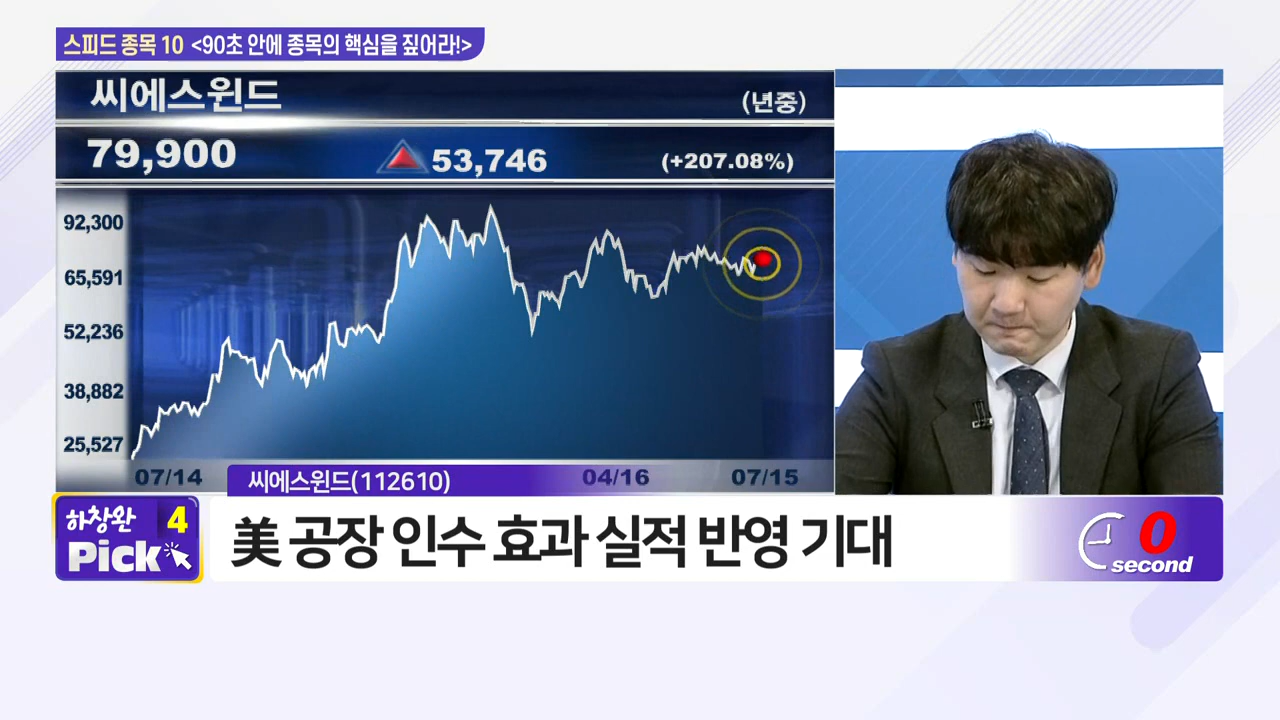 스피드 종목 10 <90초 안에 종목의 핵심을 짚어라!>
씨에스윈드
(년중)
79,900
53,746
(+207.08%)
92,300
65,591
52,236
38,882
25,527
07/14
04/16
07/15
씨에스윈드(112610)
하창완 4
Pick
美 공장 인수 효과 실적 반영 기대
0
second